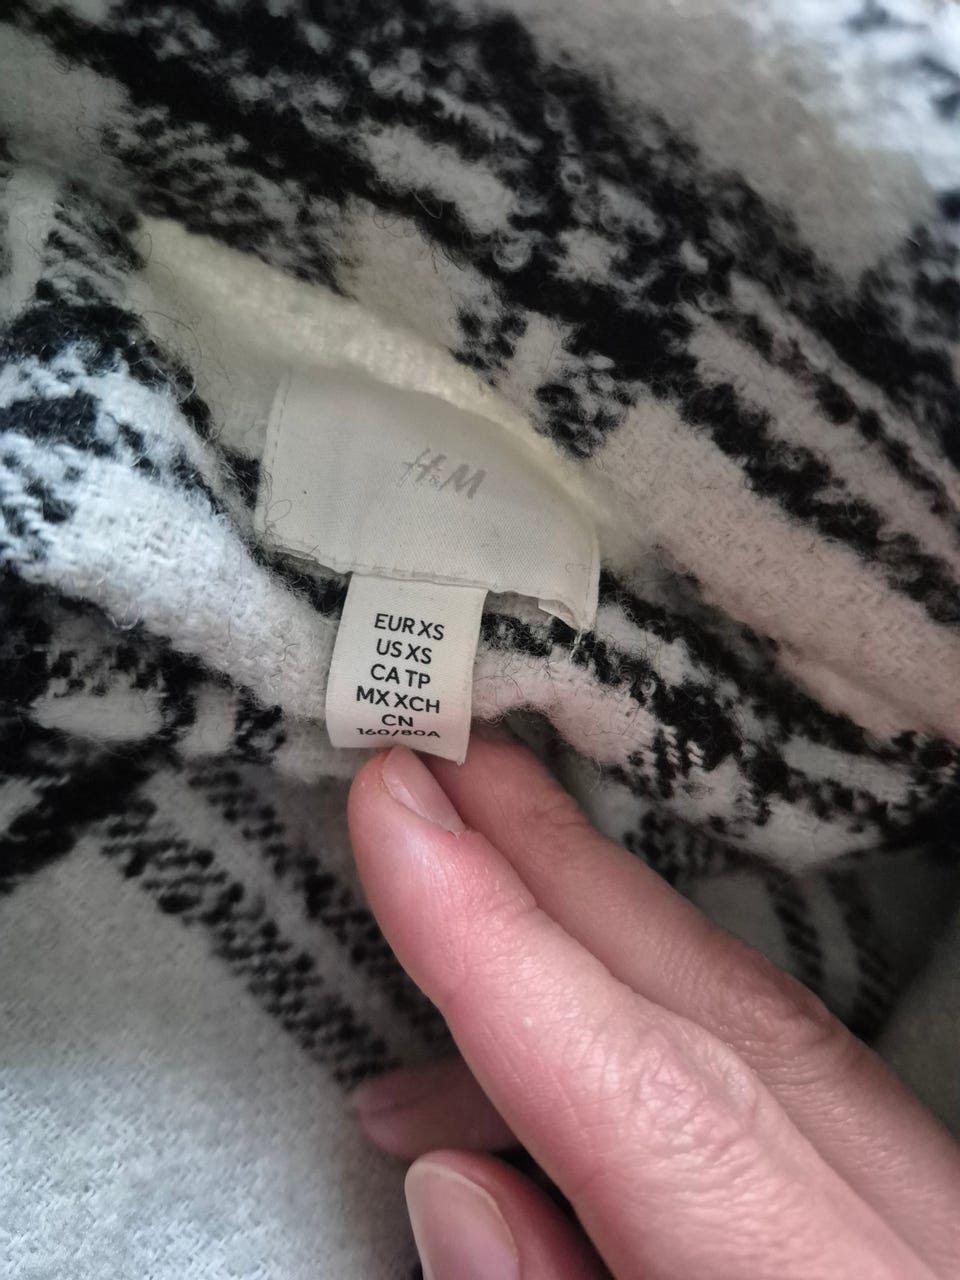 H&M
EUR XS
US XS
CA TP
MX XCH
CN
160/80A